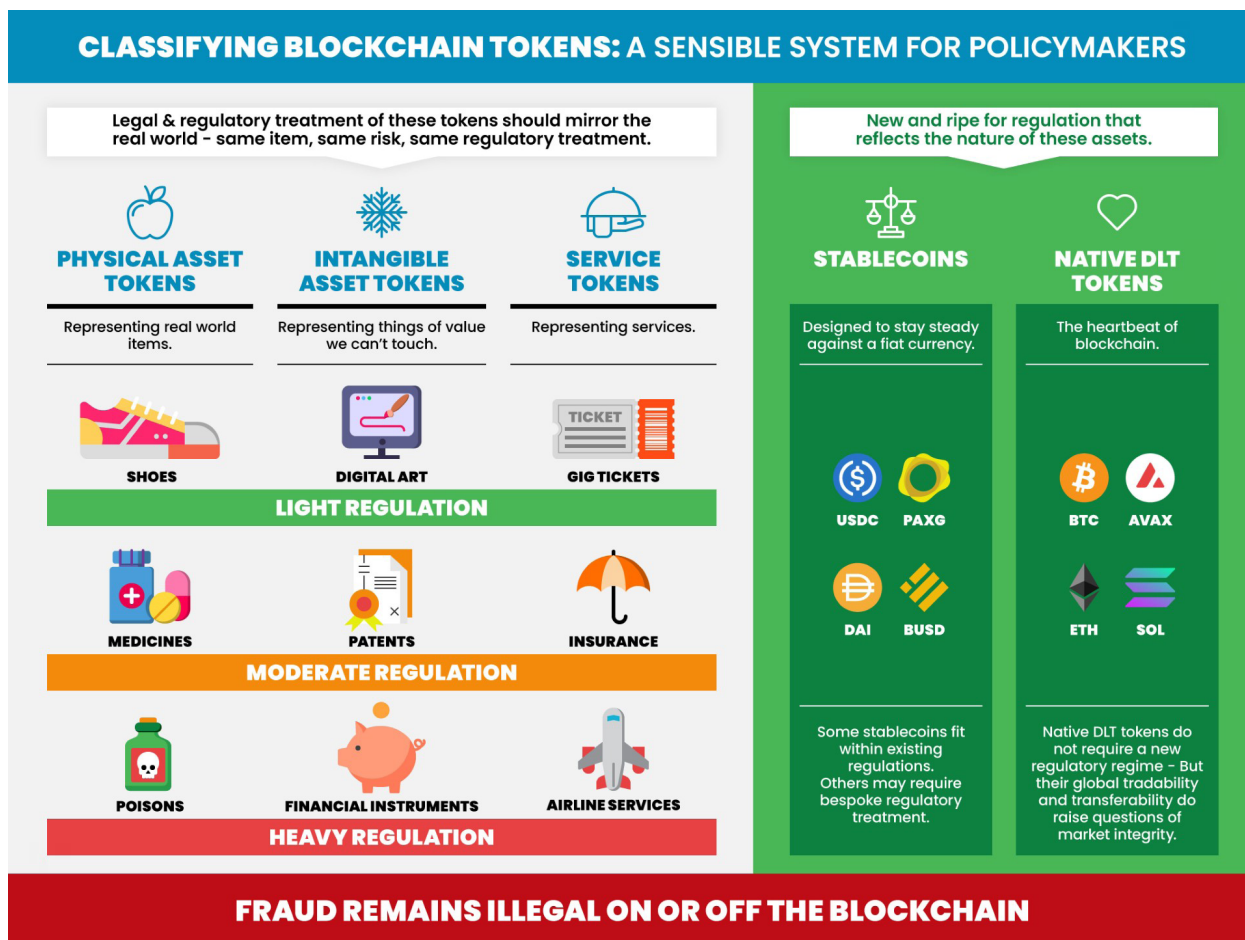 CLASSIFYING BLOCKCHAIN TOKENS: A SENSIBLE SYSTEM FOR POLICYMAKERS
Legal & regulatory treatment of these tokens should mirror the
real world - same item, same risk, same regulatory treatment.
PHYSICAL ASSET
TOKENS
Representing real world
items.
INTANGIBLE
ASSET TOKENS
Representing things of value
we can't touch.
SERVICE
TOKENS
Representing services.
SHOES
DIGITAL ART
TICKET
GIG TICKETS
LIGHT REGULATION
MEDICINES
PATENTS
INSURANCE
MODERATE REGULATION
POISONS
FINANCIAL INSTRUMENTS
AIRLINE SERVICES
HEAVY REGULATION
New and ripe for regulation that
reflects the nature of these assets.
STABLECOINS
Designed to stay steady
against a fiat currency.
USDC
PAXG
DAI
BUSD
Some stablecoins fit
within existing
regulations.
Others may require
bespoke regulatory
treatment.
NATIVE DLT
TOKENS
The heartbeat of
blockchain.
BTC
AVAX
ETH
SOL
Native DLT tokens do
not require a new
regulatory regime - But
their global tradability
and transferability do
raise questions of
market integrity.
FRAUD REMAINS ILLEGAL ON OR OFF THE BLOCKCHAIN